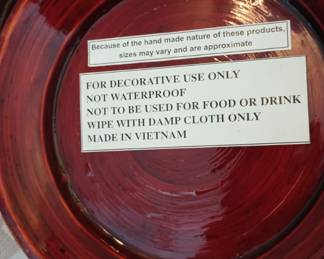 Because of the hand made nature of these products,
sizes may vary and are approximate
FOR DECORATIVE USE ONLY
NOT WATERPROOF
NOT TO BE USED FOR FOOD OR DRINK
WIPE WITH DAMP CLOTH ONLY
MADE IN VIETNAM